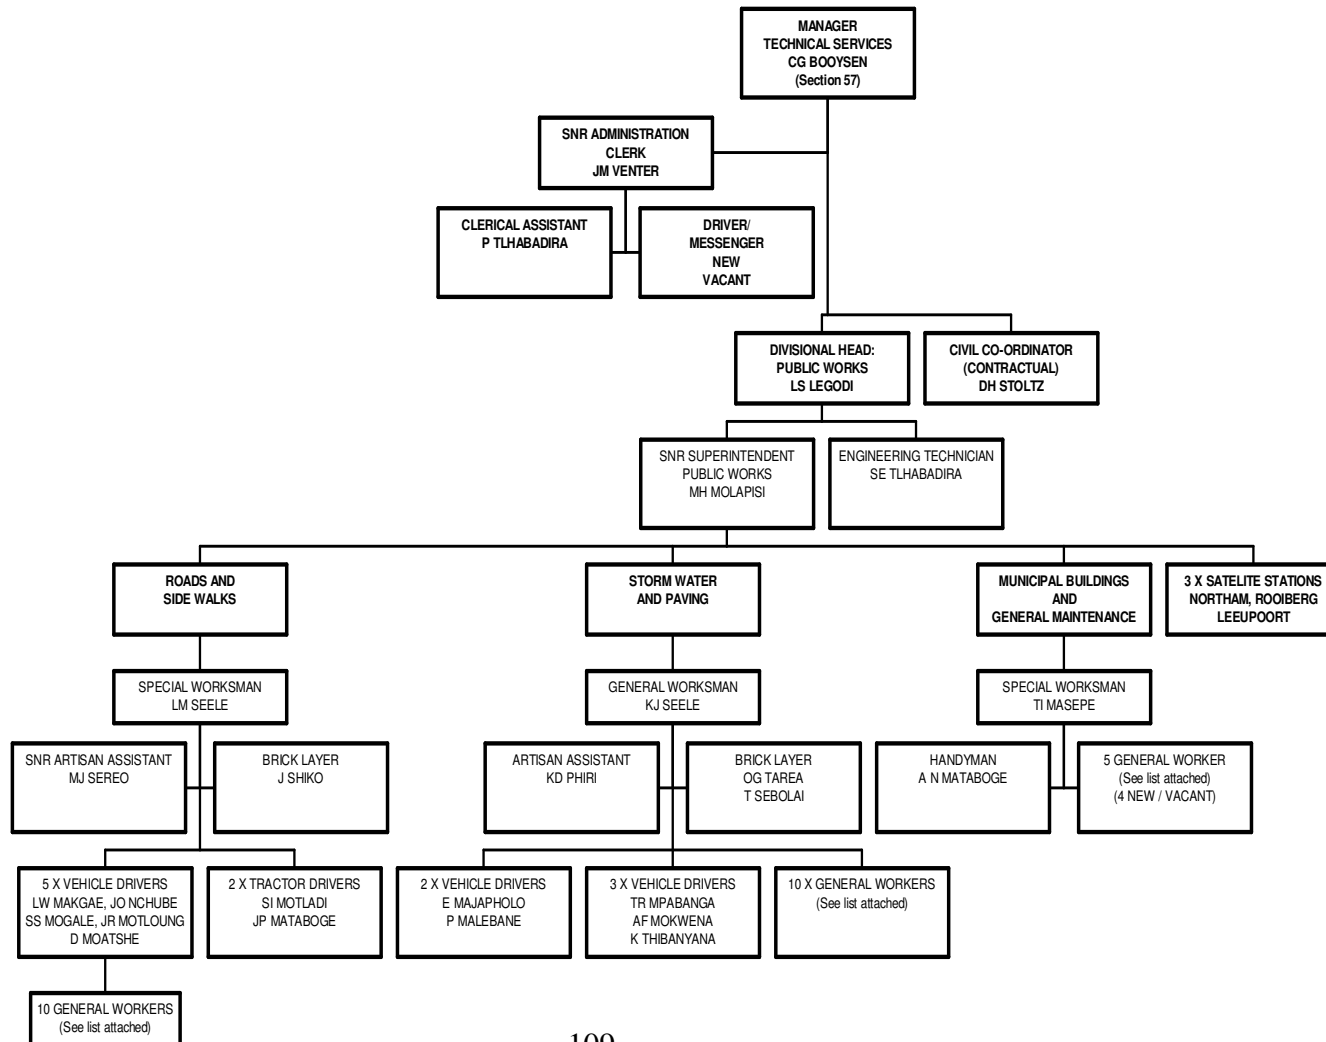 MANAGER
TECHNICAL SERVICES
CG BOOYSEN
(Section 57)
SNR ADMINISTRATION
CLERK
JM VENTER
CLERICAL ASSISTANT
P TLHABADIRA
DRIVER/
MESSENGER
NEW
VACANT
DIVISIONAL HEAD:
PUBLIC WORKS
LS LEGODI
CIVIL CO-ORDINATOR
(CONTRACTUAL)
DH STOLTZ
SNR SUPERINTENDENT
PUBLIC WORKS
MH MOLAPISI
ENGINEERING TECHNICIAN
SE TLHABADIRA
ROADS AND
SIDE WALKS
STORM WATER
AND PAVING
MUNICIPAL BUILDINGS
AND
GENERAL MAINTENANCE
3 X SATELITE STATIONS
NORTHAM, ROOIBERG
LEEUPOORT
SPECIAL WORKSMAN
LM SEELE
GENERAL WORKSMAN
KJ SEELE
SPECIAL WORKSMAN
TI MASEPE
SNR ARTISAN ASSISTANT
MJ SEREO
BRICK LAYER
J SHIKO
ARTISAN ASSISTANT
KD PHIRI
BRICK LAYER
OG TAREA
T SEBOLAI
HANDYMAN
A N MATABOGE
5 GENERAL WORKER
(See list attached)
(4 NEW / VACANT)
5 X VEHICLE DRIVERS
LW MAKGAE, JO NCHUBE
SS MOGALE, JR MOTLOUNG
D MOATSHE
2 X TRACTOR DRIVERS
SI MOTLADI
JP MATABOGE
2 X VEHICLE DRIVERS
E MAJAPHOLO
P MALEBANE
3 X VEHICLE DRIVERS
TR MPABANGA
AF MOKWENA
K THIBANYANA
10 X GENERAL WORKERS
(See list attached)
10 GENERAL WORKERS
(See list attached)
109